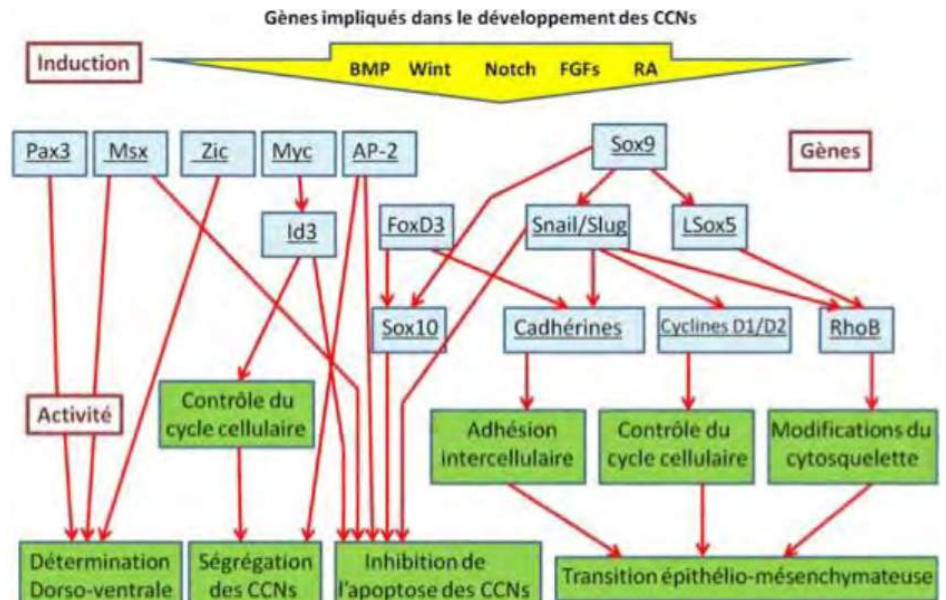 Gènes impliqués dans le développement des CCNs
Induction
BMP Wint Notch FGFs RA
Pax3 Msx Zic Myc AP-2 Sox9 Gènes
Id3 FoxD3 Snail/Slug LSox5
Sox10 Cadhérines Cyclines D1/D2 RhoB
Activité
Contrôle du
cycle cellulaire
Adhésion
intercellulaire
Contrôle du
cycle cellulaire
Modifications du
cytosquelette
Détermination
Dorso-ventrale
Ségrégation
des CCNs
Inhibition de
l'apoptose des CCNs
Transition épithélio-mésenchymateuse